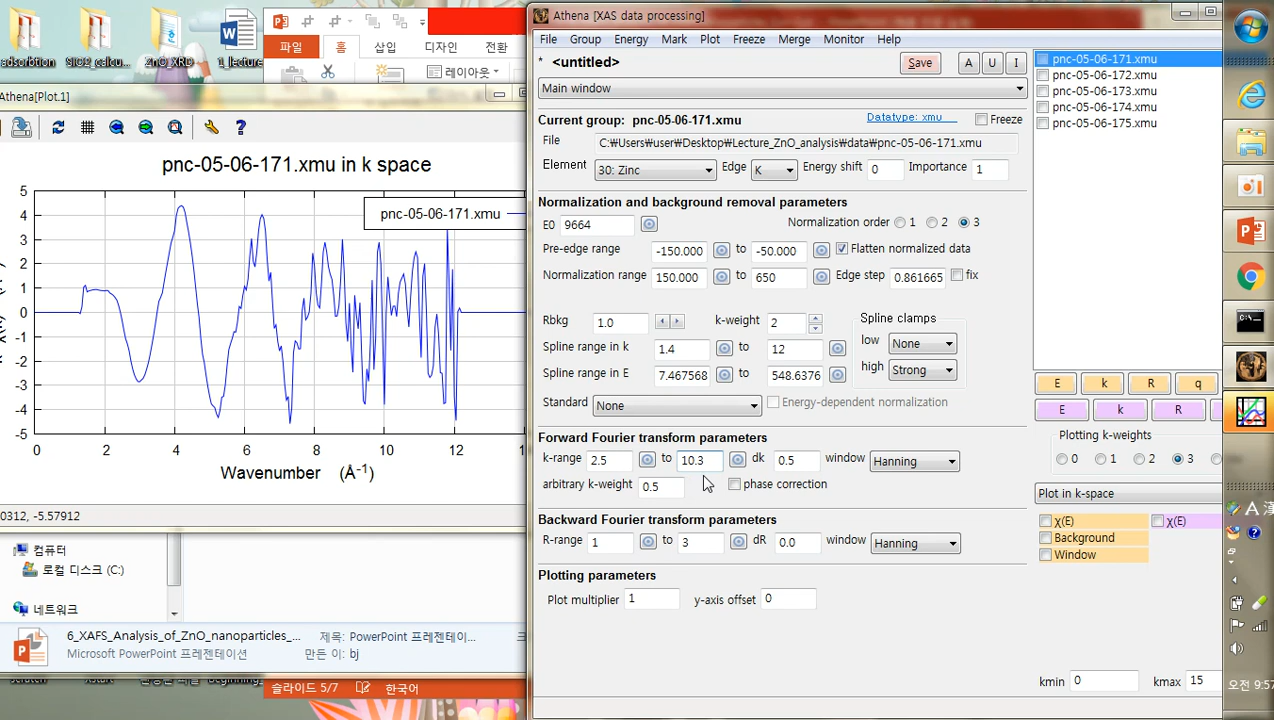 adsorbtion
SiO2_calcu...
ZnO_XRD
1_lecture
파일
홈
삽입
디자인
전환
레이아웃
Athena[Plot.1]
pnc-05-06-171.xmu in k space
pnc-05-06-171.xmu
5
4
3
2
1
0
-1
-2
-3
-4
-5
0 2 4 6 8 10 12
Wavenumber (Å-1)
0312, -5.57912
컴퓨터
로컬 디스크 (C:)
네트워크
6_XAFS_Analysis_of_ZnO_nanoparticles_...
제목: PowerPoint 프레젠테이...
Microsoft PowerPoint 프레젠테이션
만든 이: bj
슬라이드 5/7
한국어
Athena [XAS data processing]
File Group Energy Mark Plot Freeze Merge Monitor Help
* <untitled>
Save
A U I
Main window
Current group: pnc-05-06-171.xmu
Datatype: xmu
Freeze
File C:₩Users₩user₩Desktop₩Lecture_ZnO_analysis₩data₩pnc-05-06-171.xmu
Element 30: Zinc Edge K Energy shift 0 Importance 1
Normalization and background removal parameters
E0 9664 Normalization order 1 2 3
Pre-edge range -150.000 to -50.000 Flatten normalized data
Normalization range 150.000 to 650 Edge step 0.861665 fix
Rbkg 1.0 k-weight 2 Spline clamps
Spline range in k 1.4 to 12 low None
Spline range in E 7.467568 to 548.6376 high Strong
Standard None Energy-dependent normalization
Forward Fourier transform parameters
k-range 2.5 to 10.3 dk 0.5 window Hanning
arbitrary k-weight 0.5 phase correction
Backward Fourier transform parameters
R-range 1 to 3 dR 0.0 window Hanning
Plotting parameters
Plot multiplier 1 y-axis offset 0
pnc-05-06-171.xmu
pnc-05-06-172.xmu
pnc-05-06-173.xmu
pnc-05-06-174.xmu
pnc-05-06-175.xmu
E k R q
E k R
Plotting k-weights
0 1 2 3
Plot in k-space
χ(E) χ(E)
Background
Window
kmin 0 kmax 15
A 漢
오전 9:57